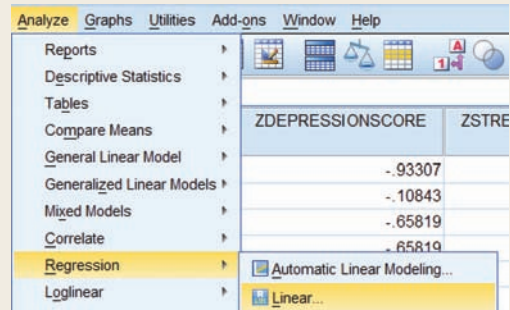 Analyze Graphs Utilities Add-ons Window Help
Reports
Descriptive Statistics
Tables
Compare Means
General Linear Model
Generalized Linear Models
Mixed Models
Correlate
Regression
Loglinear
A
1
ZDEPRESSIONSCORE ZSTRE
-.93307
-.10843
-.65819
-.65819
Automatic Linear Modeling...
Linear...